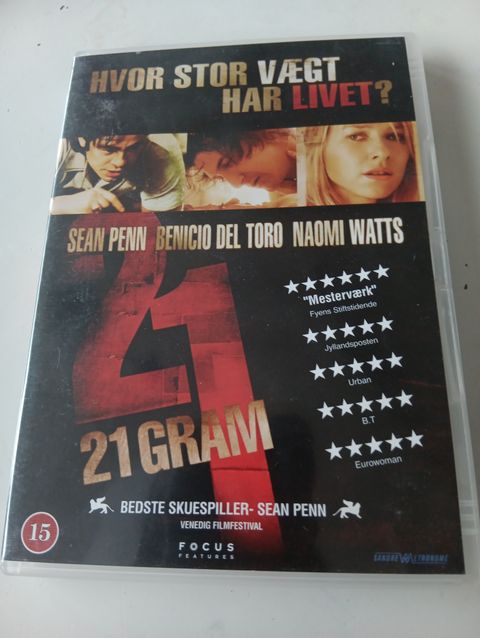 HVOR STOR VÆGT
HAR LIVET?
SEAN PENN BENICIO DEL TORO NAOMI WATTS
21
"Mesterværk"
Fyens Stiftstidende
Jyllandsposten
Urban
B.T
Eurowoman
21 GRAM
BEDSTE SKUESPILLER- SEAN PENN
VENEDIG FILMFESTIVAL
15
FOCUS
FEATURES
SANDREW METRONOME